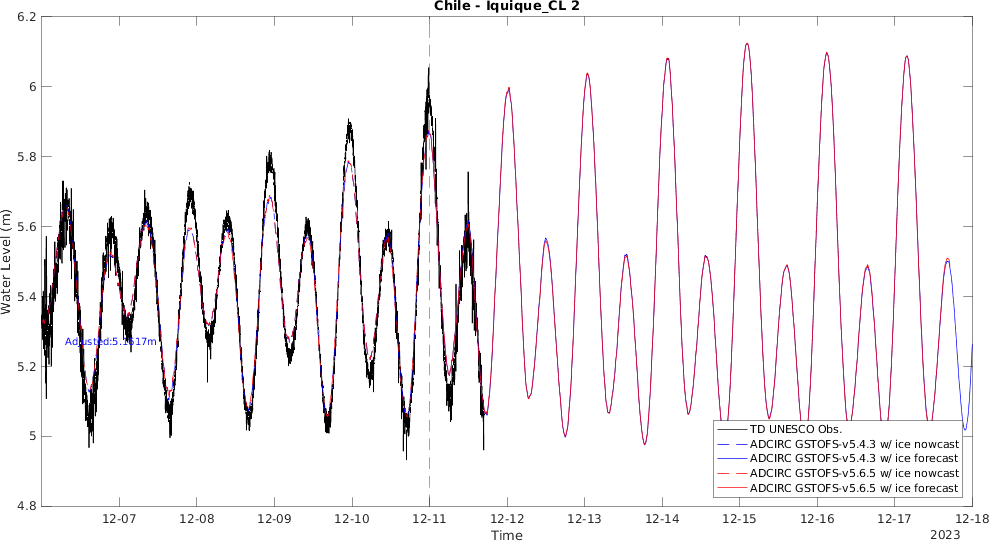 Chile - Iquique_CL 2
6.2
6
5.8
5.6
5.4
5.2
5
4.8
Water Level (m)
Adjusted:5.1617m
TD UNESCO Obs.
ADCIRC GSTOFS-v5.4.3 w/ ice nowcast
ADCIRC GSTOFS-v5.4.3 w/ ice forecast
ADCIRC GSTOFS-v5.6.5 w/ ice nowcast
ADCIRC GSTOFS-v5.6.5 w/ ice forecast
12-07 12-08 12-09 12-10 12-11 12-12 12-13 12-14 12-15 12-16 12-17 12-18
Time
2023